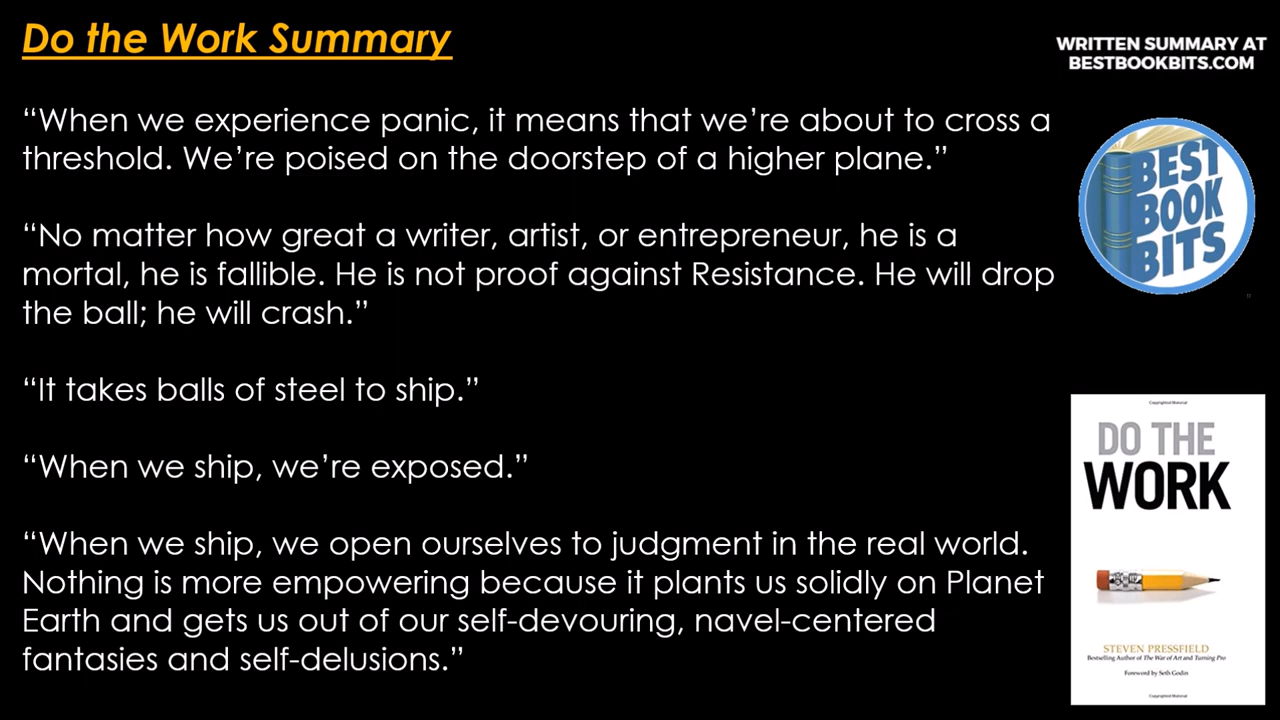 Do the Work Summary
WRITTEN SUMMARY AT
BESTBOOKBITS.COM
“When we experience panic, it means that we’re about to cross a
threshold. We’re poised on the doorstep of a higher plane.”
“No matter how great a writer, artist, or entrepreneur, he is a
mortal, he is fallible. He is not proof against Resistance. He will drop
the ball; he will crash.”
“It takes balls of steel to ship.”
“When we ship, we’re exposed.”
“When we ship, we open ourselves to judgment in the real world.
Nothing is more empowering because it plants us solidly on Planet
Earth and gets us out of our self-devouring, navel-centered
fantasies and self-delusions.”
BEST
BOOK
BITS
”
Copyrighted Material
DO THE
WORK
STEVEN PRESSFIELD
Bestselling Author of The War of Art and Turning Pro
Foreword by Seth Godin
Copyrighted Material